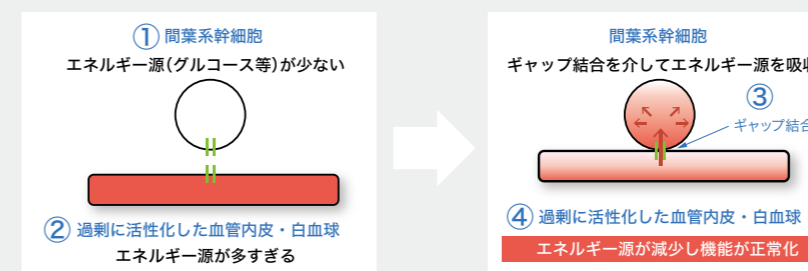 ① 間葉系幹細胞
エネルギー源(グルコース等)が少ない
② 過剰に活性化した血管内皮・白血球
エネルギー源が多すぎる
間葉系幹細胞
ギャップ結合を介してエネルギー源を吸収
③
ギャップ結合
④ 過剰に活性化した血管内皮・白血球
エネルギー源が減少し機能が正常化